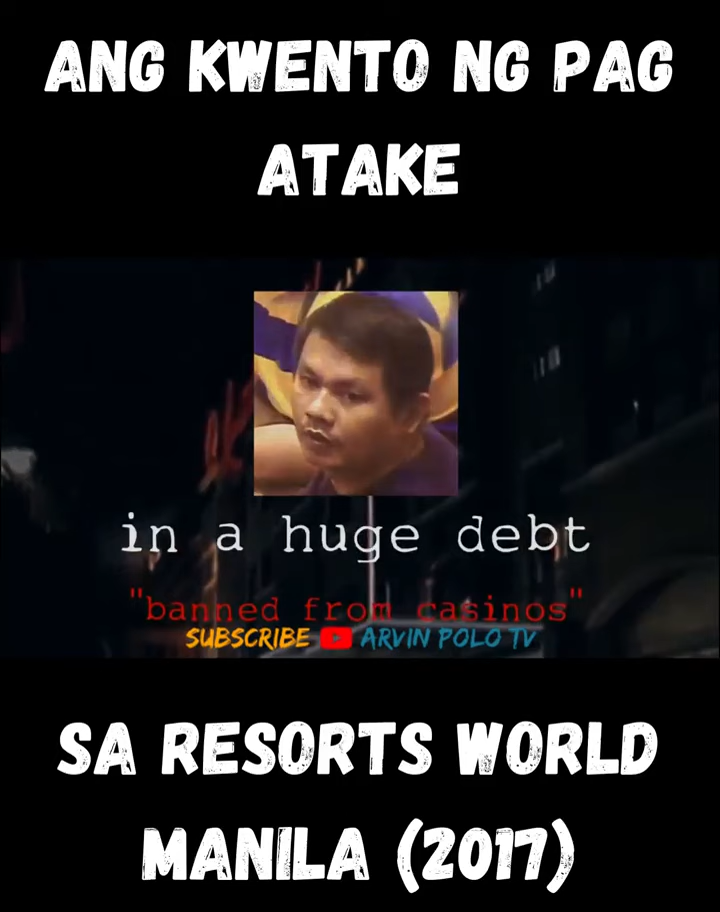 ANG KWENTO NG PAG
ATAKE
in a huge debt
"banned from casinos"
SUBSCRIBE ARVIN POLO TV
SA RESORTS WORLD
MANILA (2017)